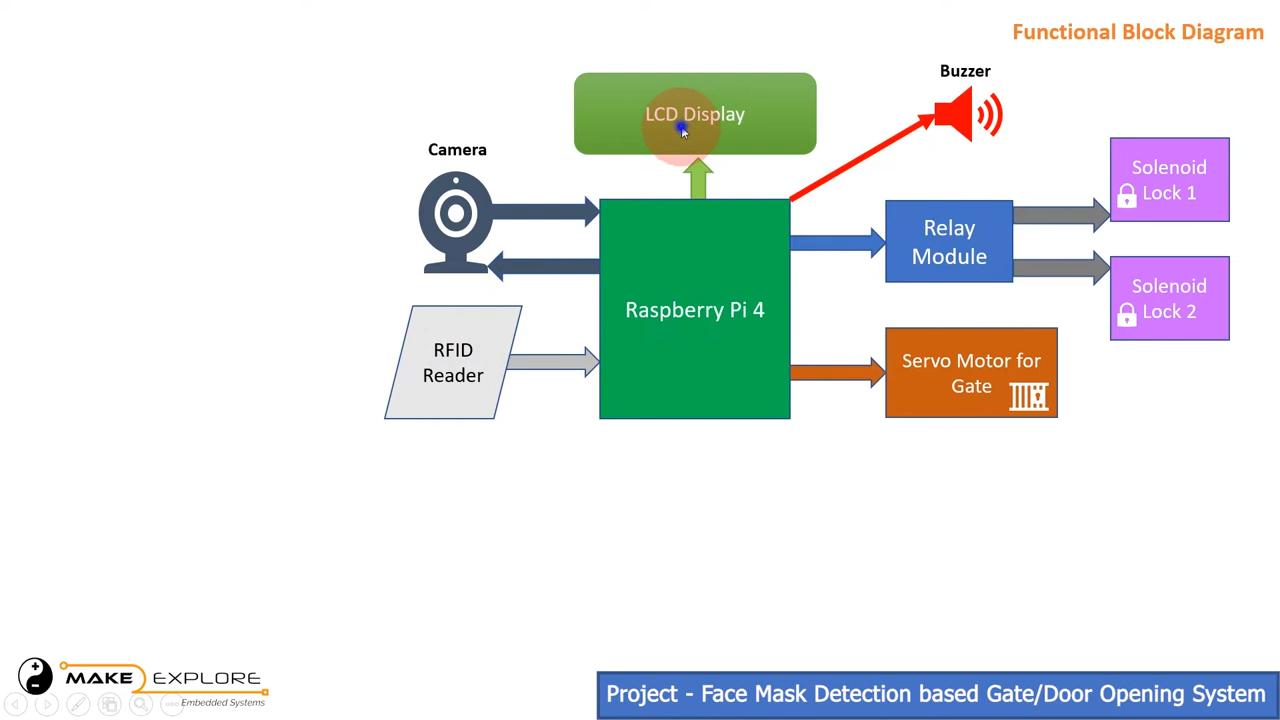 Functional Block Diagram
Buzzer
LCD Display
Camera
Solenoid
Lock 1
Relay
Module
Solenoid
Lock 2
Raspberry Pi 4
RFID
Reader
Servo Motor for
Gate
MAKE EXPLORE
Embedded Systems
Project - Face Mask Detection based Gate/Door Opening System